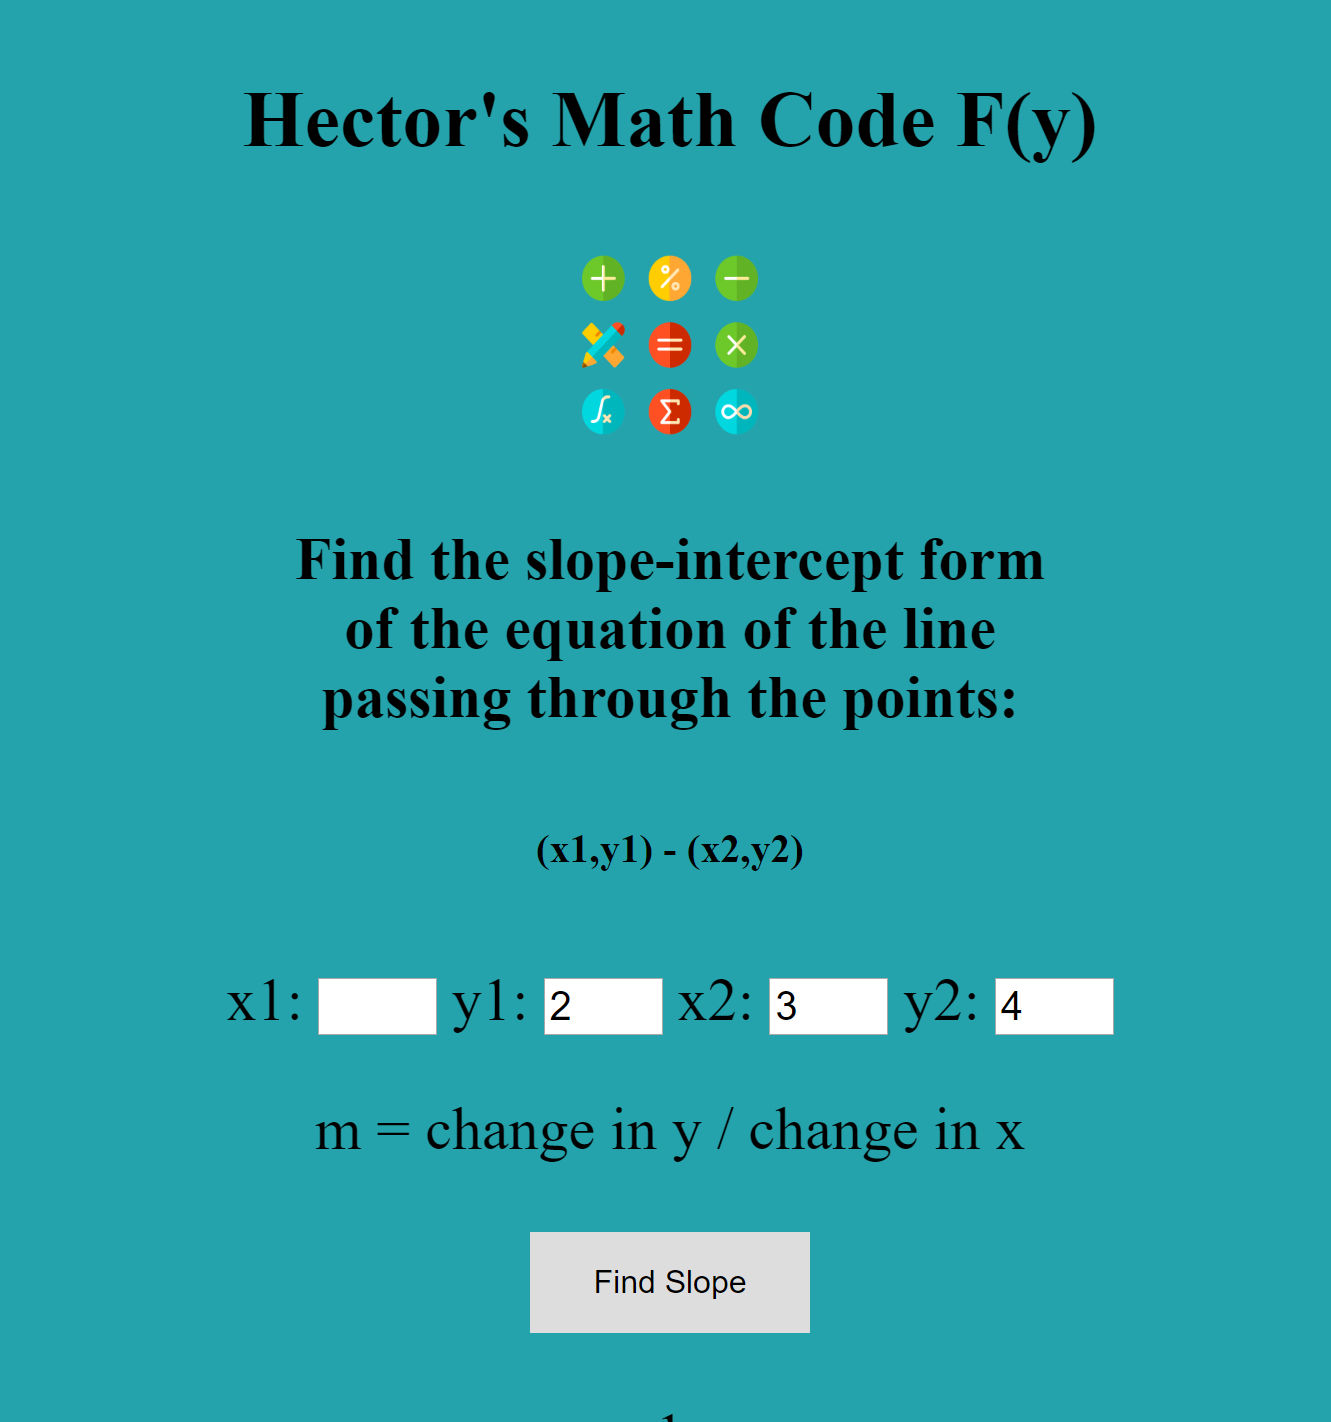 Hector's Math Code F(y)
Find the slope-intercept form
of the equation of the line
passing through the points:
(x1,y1) - (x2,y2)
x1: y1: 2 x2: 3 y2: 4
m = change in y / change in x
Find Slope